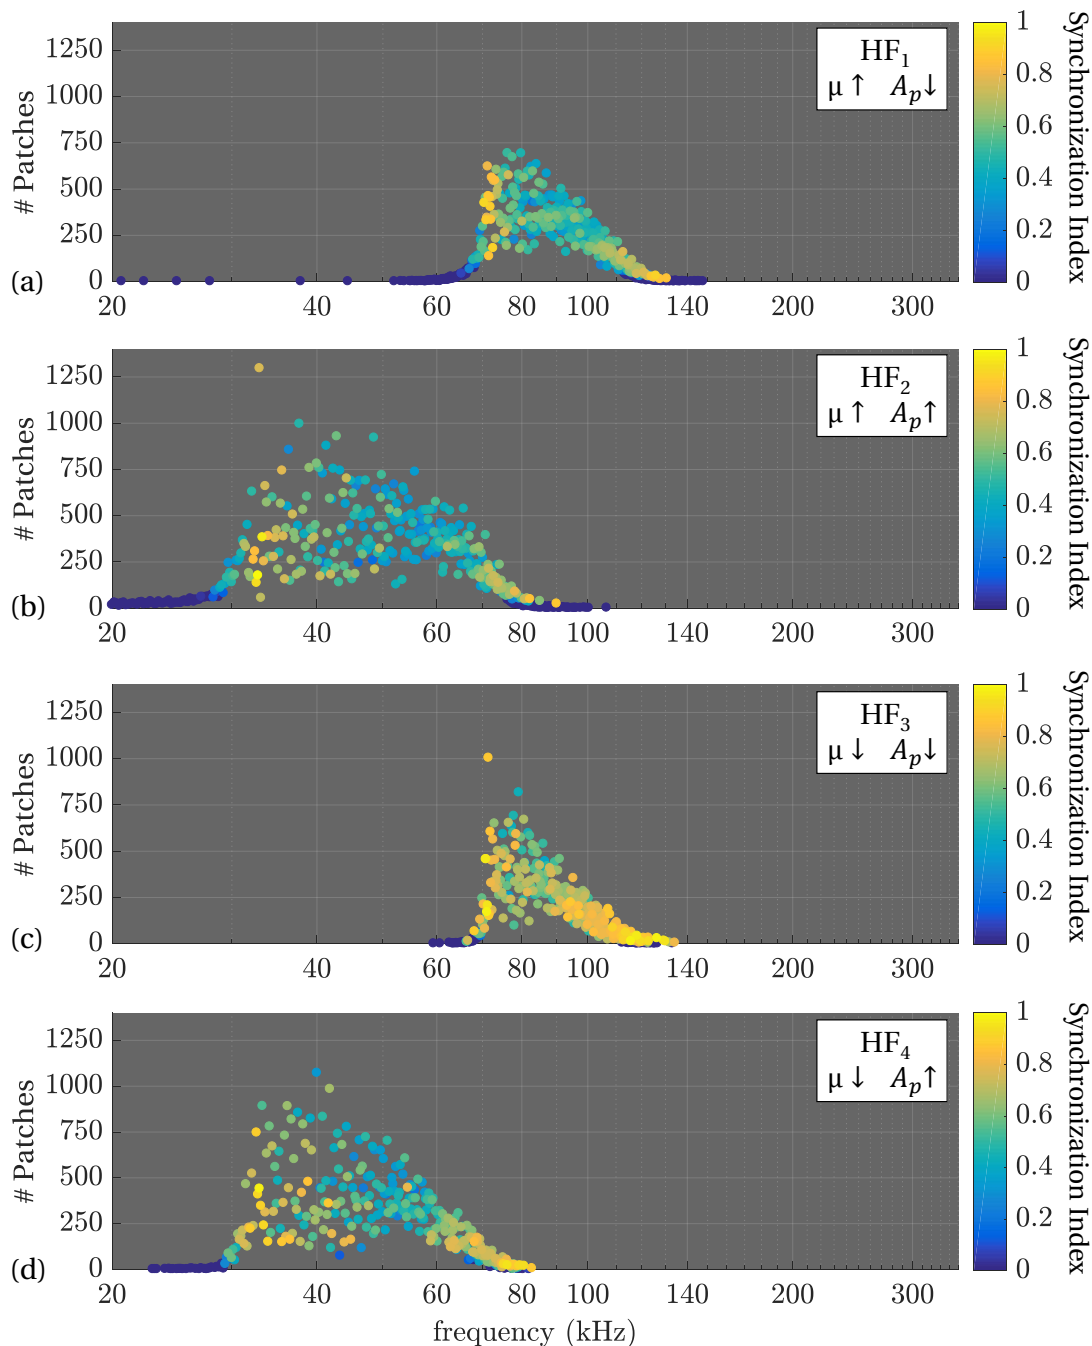 1250
1000
750
500
250
0
# Patches
(a)
20 40 60 80 100 140 200 300
HF1
μ ↑ Ap ↓
1
0.8
0.6
0.4
0.2
0
Synchronization Index
1250
1000
750
500
250
0
# Patches
(b)
20 40 60 80 100 140 200 300
HF2
μ ↑ Ap ↑
1
0.8
0.6
0.4
0.2
0
Synchronization Index
1250
1000
750
500
250
0
# Patches
(c)
20 40 60 80 100 140 200 300
HF3
μ ↓ Ap ↓
1
0.8
0.6
0.4
0.2
0
Synchronization Index
1250
1000
750
500
250
0
# Patches
(d)
20 40 60 80 100 140 200 300
HF4
μ ↓ Ap ↑
1
0.8
0.6
0.4
0.2
0
Synchronization Index
frequency (kHz)